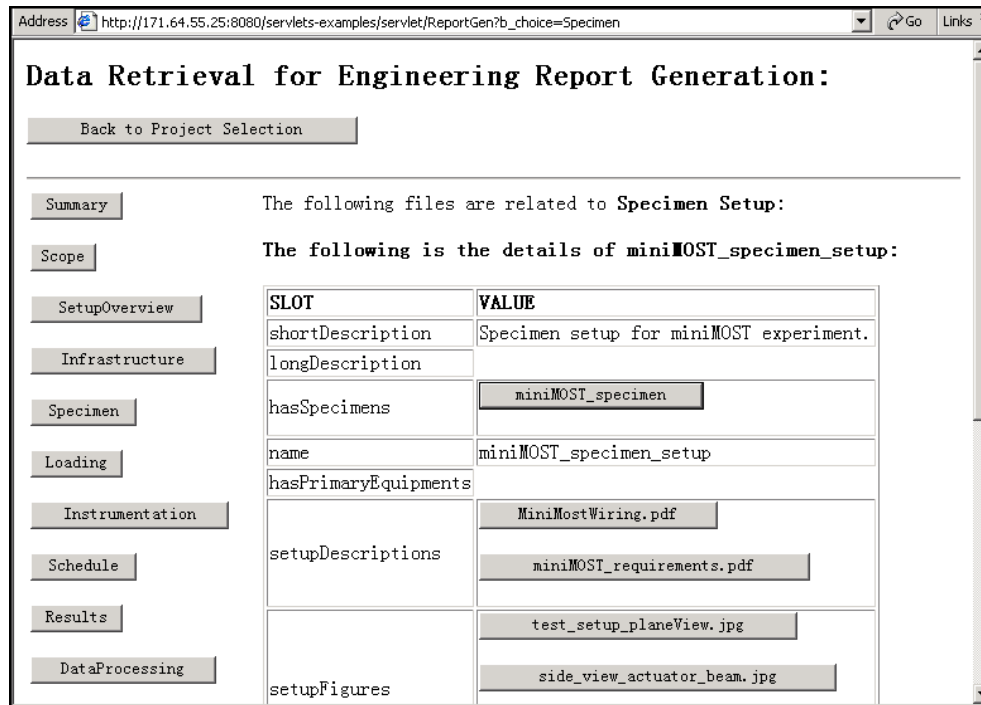 Address http://171.64.55.25:8080/servlets-examples/servlet/ReportGen?b_choice=Specimen Go Links
Data Retrieval for Engineering Report Generation:
Back to Project Selection
Summary
Scope
SetupOverview
Infrastructure
Specimen
Loading
Instrumentation
Schedule
Results
DataProcessing
The following files are related to Specimen Setup:
The following is the details of miniMOST_specimen_setup:
SLOT VALUE
shortDescription Specimen setup for miniMOST experiment.
longDescription
hasSpecimens miniMOST_specimen
name miniMOST_specimen_setup
hasPrimaryEquipments
setupDescriptions MiniMostWiring.pdf
miniMOST_requirements.pdf
setupFigures test_setup_planeView.jpg
side_view_actuator_beam.jpg